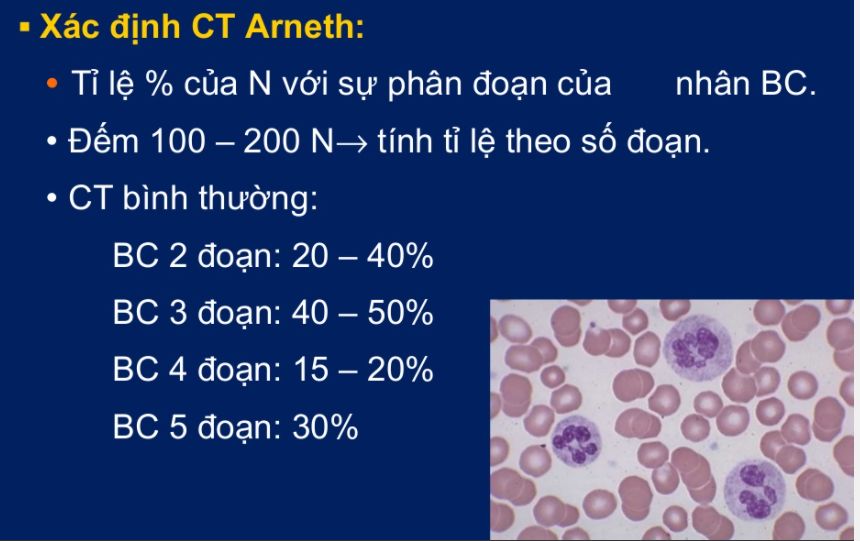 ▪ Xác định CT Arneth:
• Tỉ lệ % của N với sự phân đoạn của nhân BC.
• Đếm 100 – 200 N→ tính tỉ lệ theo số đoạn.
• CT bình thường:
BC 2 đoạn: 20 – 40%
BC 3 đoạn: 40 – 50%
BC 4 đoạn: 15 – 20%
BC 5 đoạn: 30%